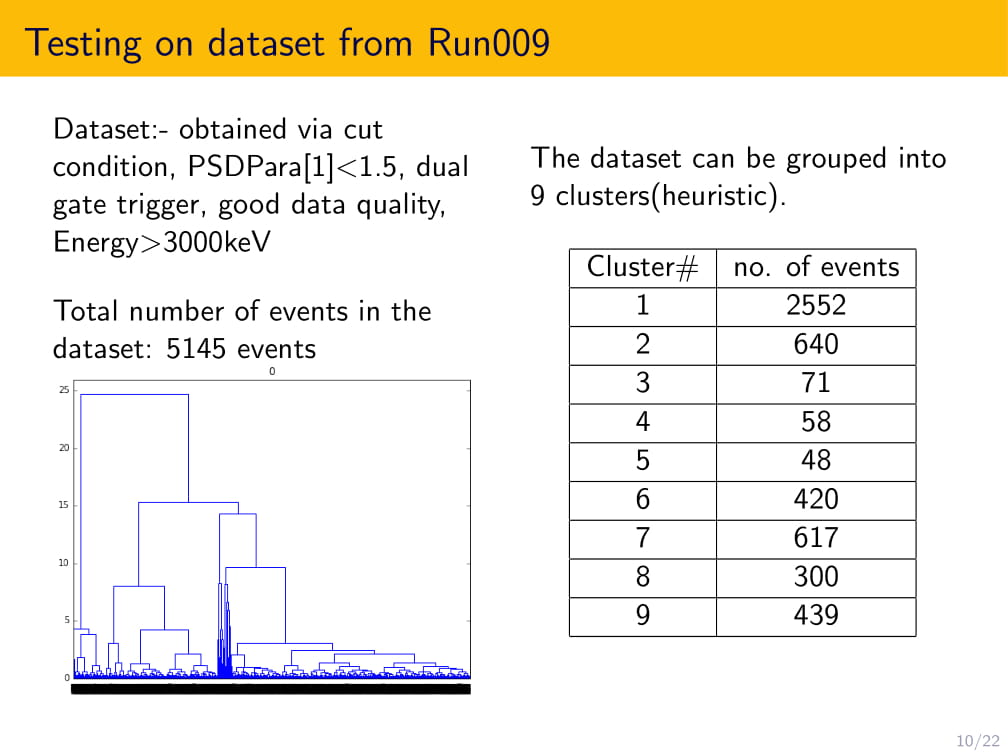 Testing on dataset from Run009
Dataset:- obtained via cut
condition, PSDPara[1]<1.5, dual
gate trigger, good data quality,
Energy>3000keV
Total number of events in the
dataset: 5145 events
0
25
20
15
10
5
0
The dataset can be grouped into
9 clusters(heuristic).
Cluster# no. of events
1 2552
2 640
3 71
4 58
5 48
6 420
7 617
8 300
9 439
10/22